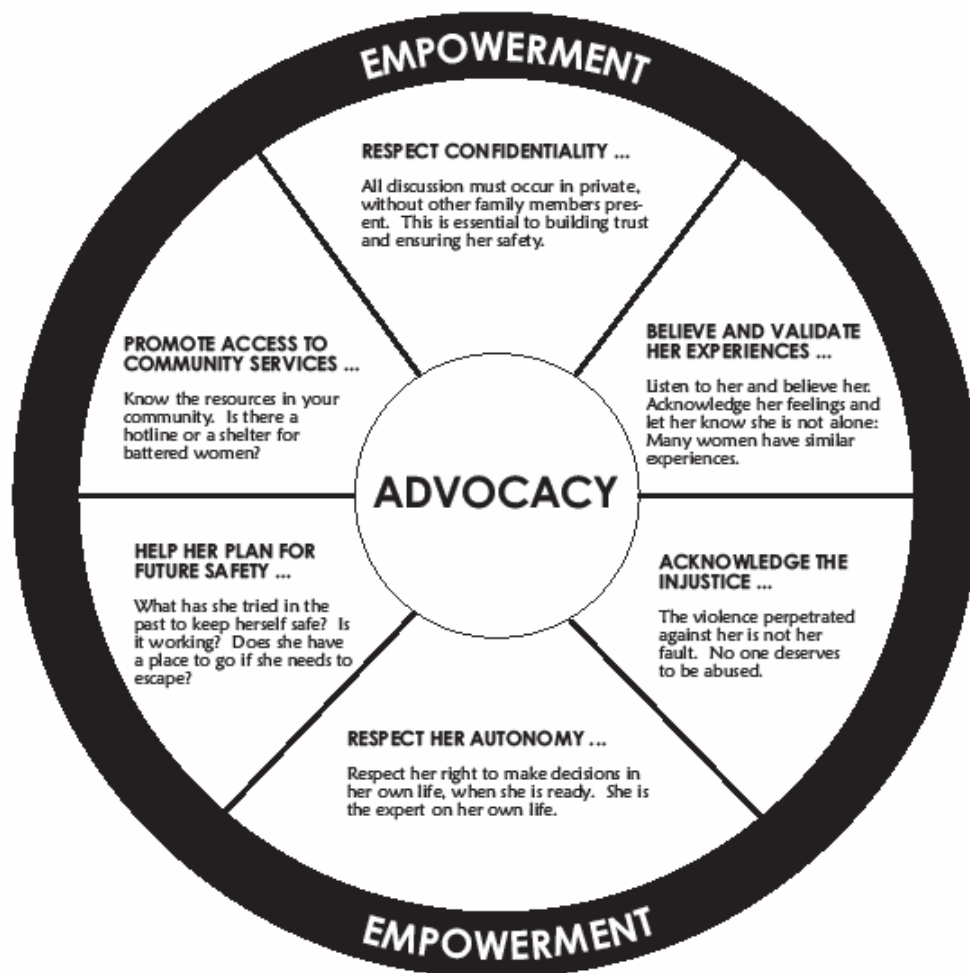 EMPOWERMENT
RESPECT CONFIDENTIALITY ...
All discussion must occur in private,
without other family members pres-
ent. This is essential to building trust
and ensuring her safety.
BELIEVE AND VALIDATE
HER EXPERIENCES ...
Listen to her and believe her.
Acknowledge her feelings and
let her know she is not alone:
Many women have similar
experiences.
PROMOTE ACCESS TO
COMMUNITY SERVICES ...
Know the resources in your
community. Is there a
hotline or a shelter for
battered women?
ADVOCACY
HELP HER PLAN FOR
FUTURE SAFETY ...
What has she tried in the
past to keep herself safe? Is
it working? Does she have
a place to go if she needs to
escape?
ACKNOWLEDGE THE
INJUSTICE ...
The violence perpetrated
against her is not her
fault. No one deserves
to be abused.
RESPECT HER AUTONOMY ...
Respect her right to make decisions in
her own life, when she is ready. She is
the expert on her own life.
EMPOWERMENT